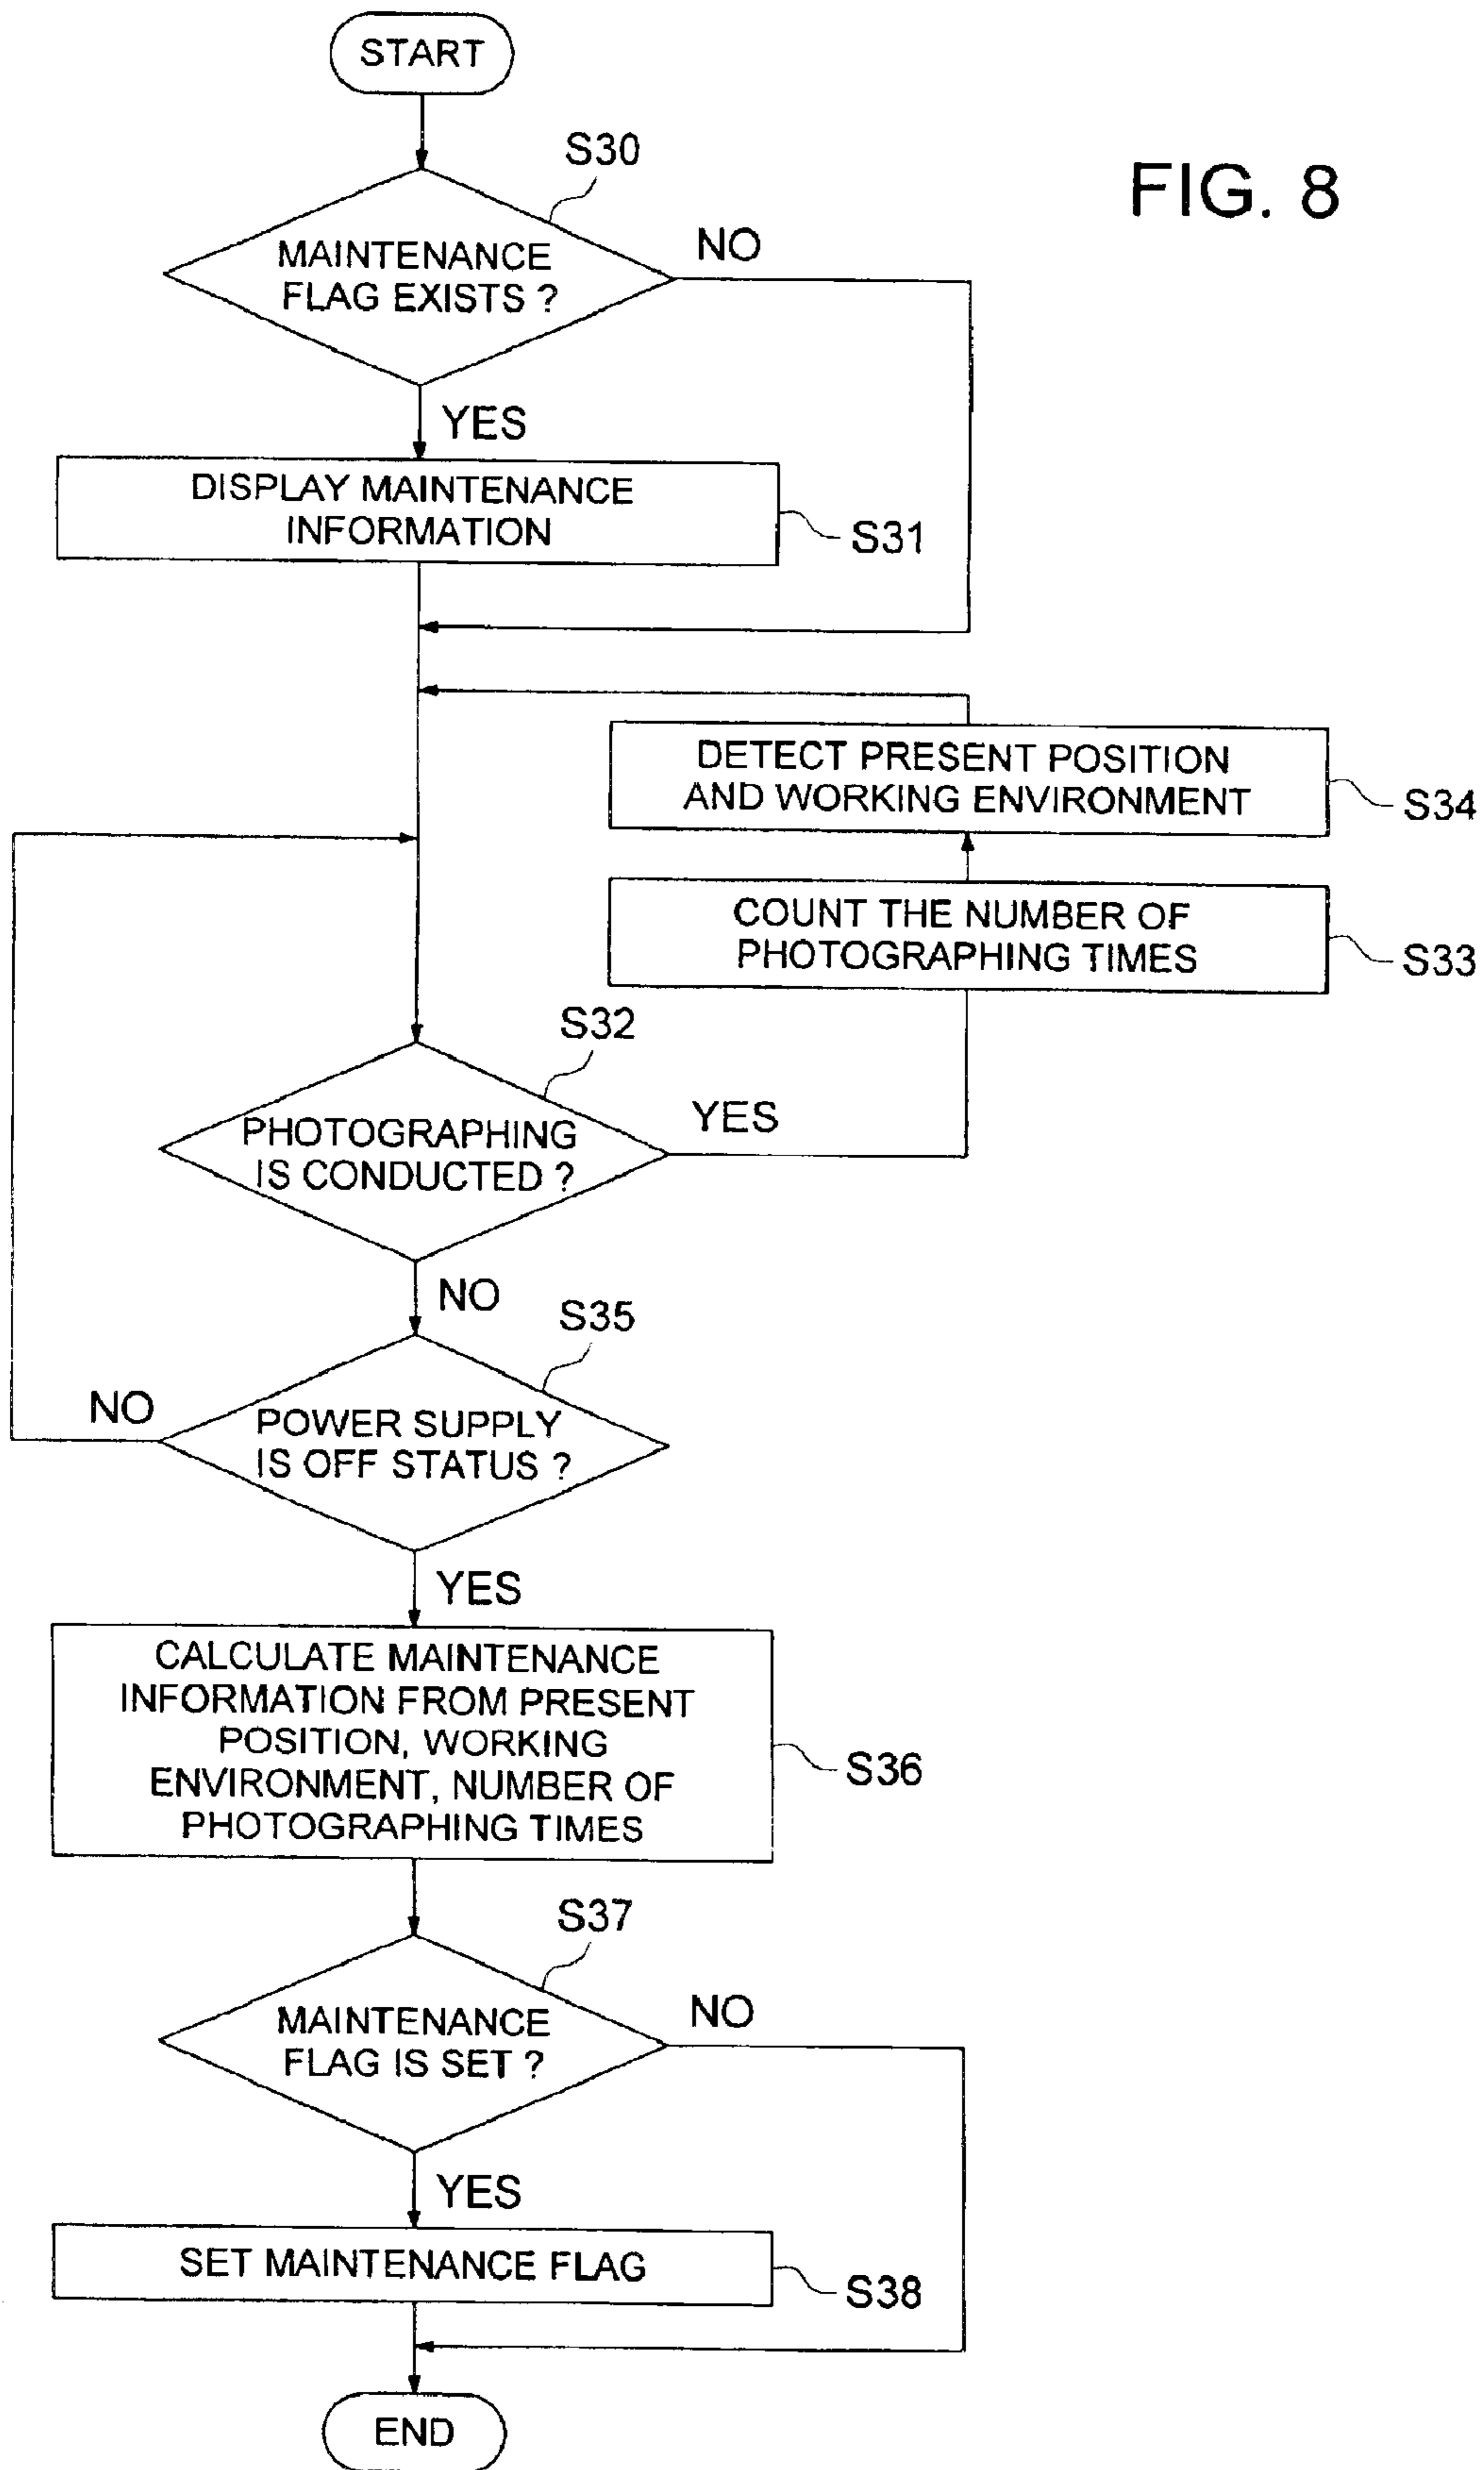 START
FIG. 8
S30
MAINTENANCE
FLAG EXISTS ?
NO
YES
DISPLAY MAINTENANCE
INFORMATION
S31
DETECT PRESENT POSITION
AND WORKING ENVIRONMENT
S34
COUNT THE NUMBER OF
PHOTOGRAPHING TIMES
S33
S32
PHOTOGRAPHING
IS CONDUCTED ?
YES
NO
S35
NO
POWER SUPPLY
IS OFF STATUS ?
YES
CALCULATE MAINTENANCE
INFORMATION FROM PRESENT
POSITION, WORKING
ENVIRONMENT, NUMBER OF
PHOTOGRAPHING TIMES
S36
S37
MAINTENANCE
FLAG IS SET ?
NO
YES
SET MAINTENANCE FLAG
S38
END